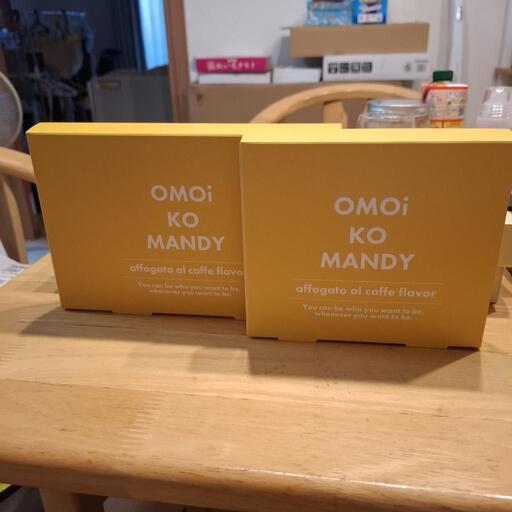 OMOi
KO
MANDY
affogato al caffe flavor
You can be who you want to be,
whenever you want to be.
OMOi
KO
MANDY
affogato al caffe flavor
You can be who you want to be,
whenever you want to be.